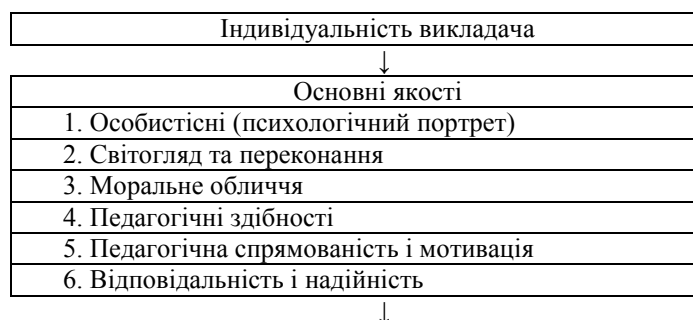 Індивідуальність викладача
↓
Основні якості
1. Особистісні (психологічний портрет)
2. Світогляд та переконання
3. Моральне обличчя
4. Педагогічні здібності
5. Педагогічна спрямованість і мотивація
6. Відповідальність і надійність
↓